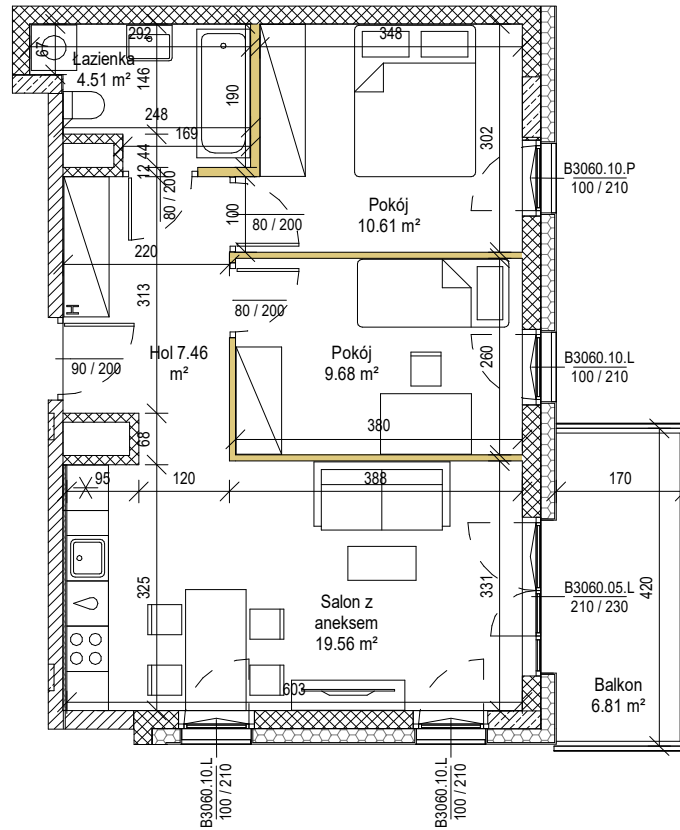 292
348
67
Łazienka
4.51 m²
146
190
248
169
302
44
12
80 / 200
100
Pokój
10.61 m²
80 / 200
B3060.10.P
100 / 210
220
313
80 / 200
H
Hol 7.46
m²
90 / 200
Pokój
9.68 m²
260
B3060.10.L
100 / 210
68
380
95
120
388
170
325
Salon z
aneksem
19.56 m²
331
B3060.05.L
210 / 230
420
603
Balkon
6.81 m²
B3060.10.L
100 / 210
B3060.10.L
100 / 210